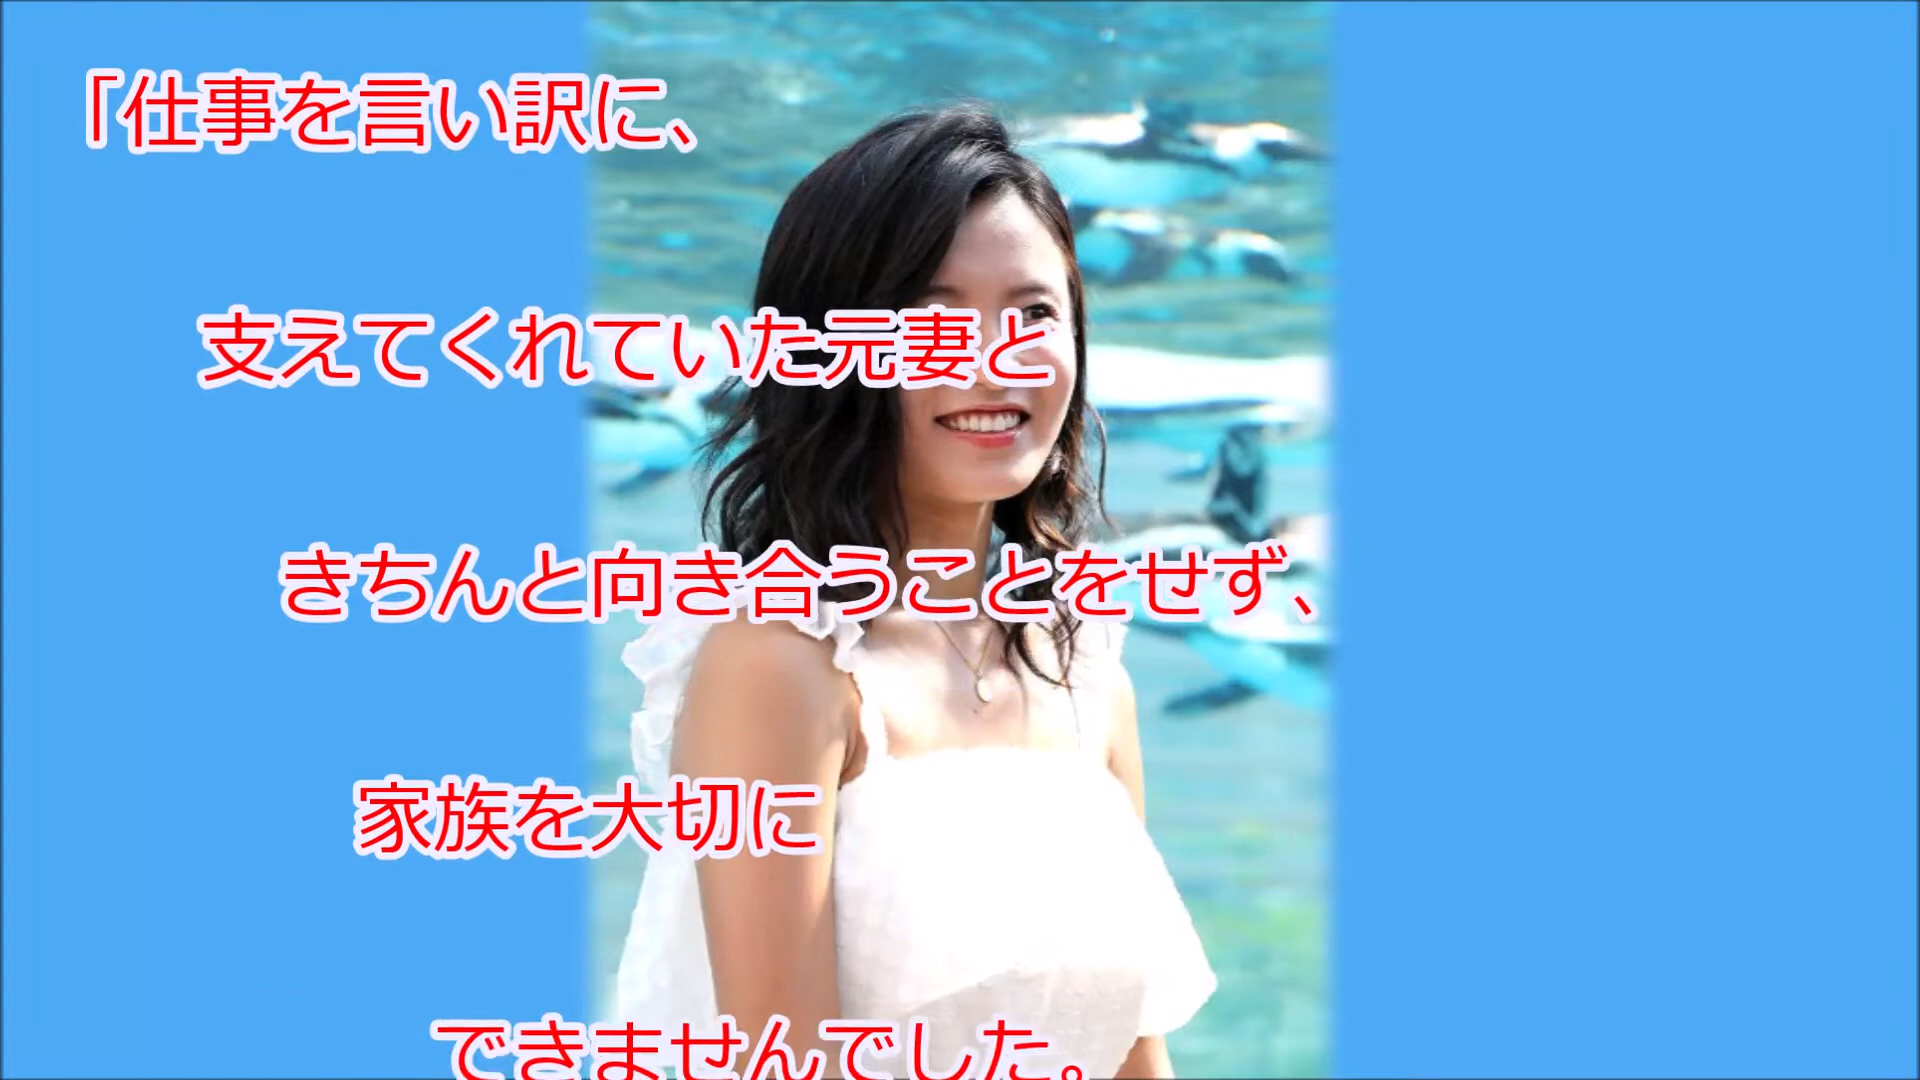 「仕事を言い訳に、
支えてくれていた元妻と
きちんと向き合うことをせず、
家族を大切に
できませんでした。